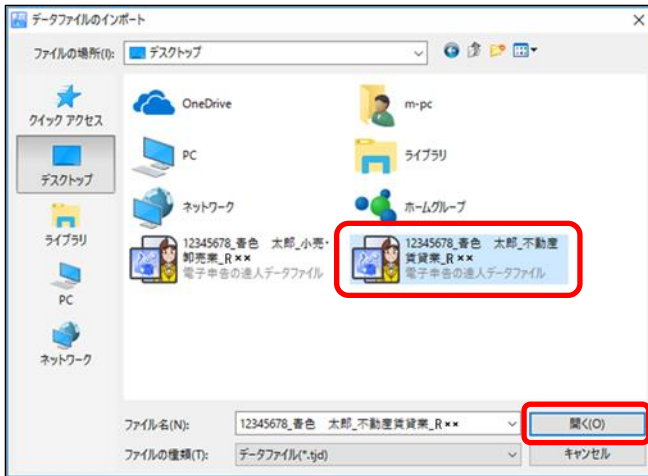 データファイルのインポート
ファイルの場所(I):
デスクトップ
クイック アクセス
デスクトップ
ライブラリ
PC
ネットワーク
OneDrive
m-pc
PC
ライブラリ
ネットワーク
ホームグループ
12345678_青色　太郎_小売・
卸売業_R××
電子申告の達人データファイル
12345678_青色　太郎_不動産
賃貸業_R××
電子申告の達人データファイル
ファイル名(N):
12345678_青色　太郎_不動産賃貸業_R××
開く(O)
ファイルの種類(T):
データファイル(*.tjd)
キャンセル